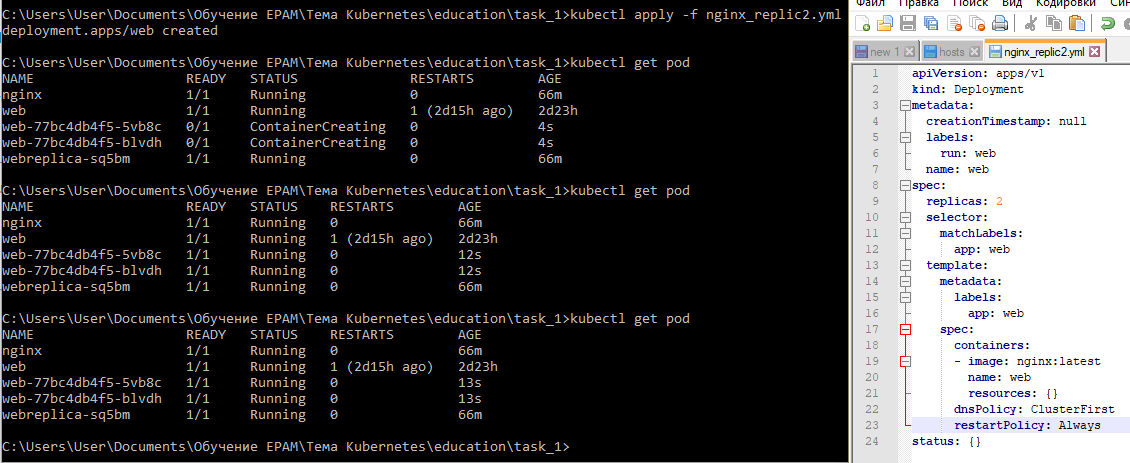 C:\Users\User\Documents\Обучение EPAM\Тема Kubernetes\education\task_1>kubectl apply -f nginx_replic2.yml
deployment.apps/web created
C:\Users\User\Documents\Обучение EPAM\Тема Kubernetes\education\task_1>kubectl get pod
NAME READY STATUS RESTARTS AGE
nginx 1/1 Running 0 66m
web 1/1 Running 1 (2d15h ago) 2d23h
web-77bc4db4f5-5vb8c 0/1 ContainerCreating 0 4s
web-77bc4db4f5-blvdh 0/1 ContainerCreating 0 4s
webreplica-sq5bm 1/1 Running 0 66m
C:\Users\User\Documents\Обучение EPAM\Тема Kubernetes\education\task_1>kubectl get pod
NAME READY STATUS RESTARTS AGE
nginx 1/1 Running 0 66m
web 1/1 Running 1 (2d15h ago) 2d23h
web-77bc4db4f5-5vb8c 1/1 Running 0 12s
web-77bc4db4f5-blvdh 1/1 Running 0 12s
webreplica-sq5bm 1/1 Running 0 66m
C:\Users\User\Documents\Обучение EPAM\Тема Kubernetes\education\task_1>kubectl get pod
NAME READY STATUS RESTARTS AGE
nginx 1/1 Running 0 66m
web 1/1 Running 1 (2d15h ago) 2d23h
web-77bc4db4f5-5vb8c 1/1 Running 0 13s
web-77bc4db4f5-blvdh 1/1 Running 0 13s
webreplica-sq5bm 1/1 Running 0 66m
C:\Users\User\Documents\Обучение EPAM\Тема Kubernetes\education\task_1>
Файл Правка Поиск Вид Кодировки С
new 1 hosts nginx_replic2.yml
1 apiVersion: apps/v1
2 kind: Deployment
3 metadata:
4 creationTimestamp: null
5 labels:
6 run: web
7 name: web
8 spec:
9 replicas: 2
10 selector:
11 matchLabels:
12 app: web
13 template:
14 metadata:
15 labels:
16 app: web
17 spec:
18 containers:
19 - image: nginx:latest
20 name: web
21 resources: {}
22 dnsPolicy: ClusterFirst
23 restartPolicy: Always
24 status: {}